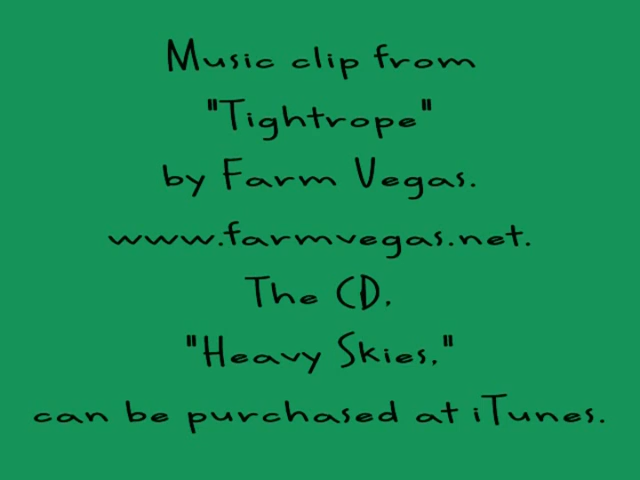 Music clip from
"Tightrope"
by Farm Vegas.
www.farmvegas.net.
The CD,
"Heavy Skies,"
can be purchased at iTunes.